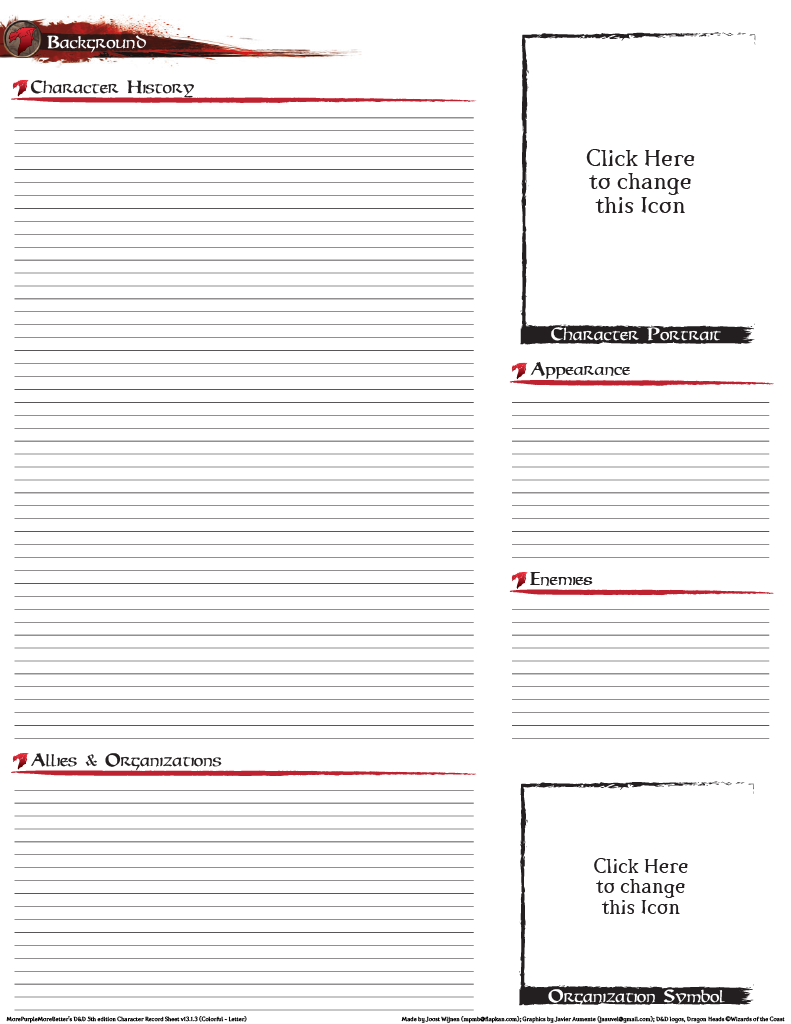 Background
Character History
Allies & Organizations
Click Here
to change
this Icon
Character Portrait
Appearance
Enemies
Click Here
to change
this Icon
Organization Symbol
MorePurpleMoreBetter's D&D 5th edition Character Record Sheet v13.1.3 (Colorful - Letter)
Made by Joost Wijnen (mpmb@flapkan.com); Graphics by Javier Aumente (jaauvel@gmail.com); D&D logos, Dragon Heads ©Wizards of the Coast